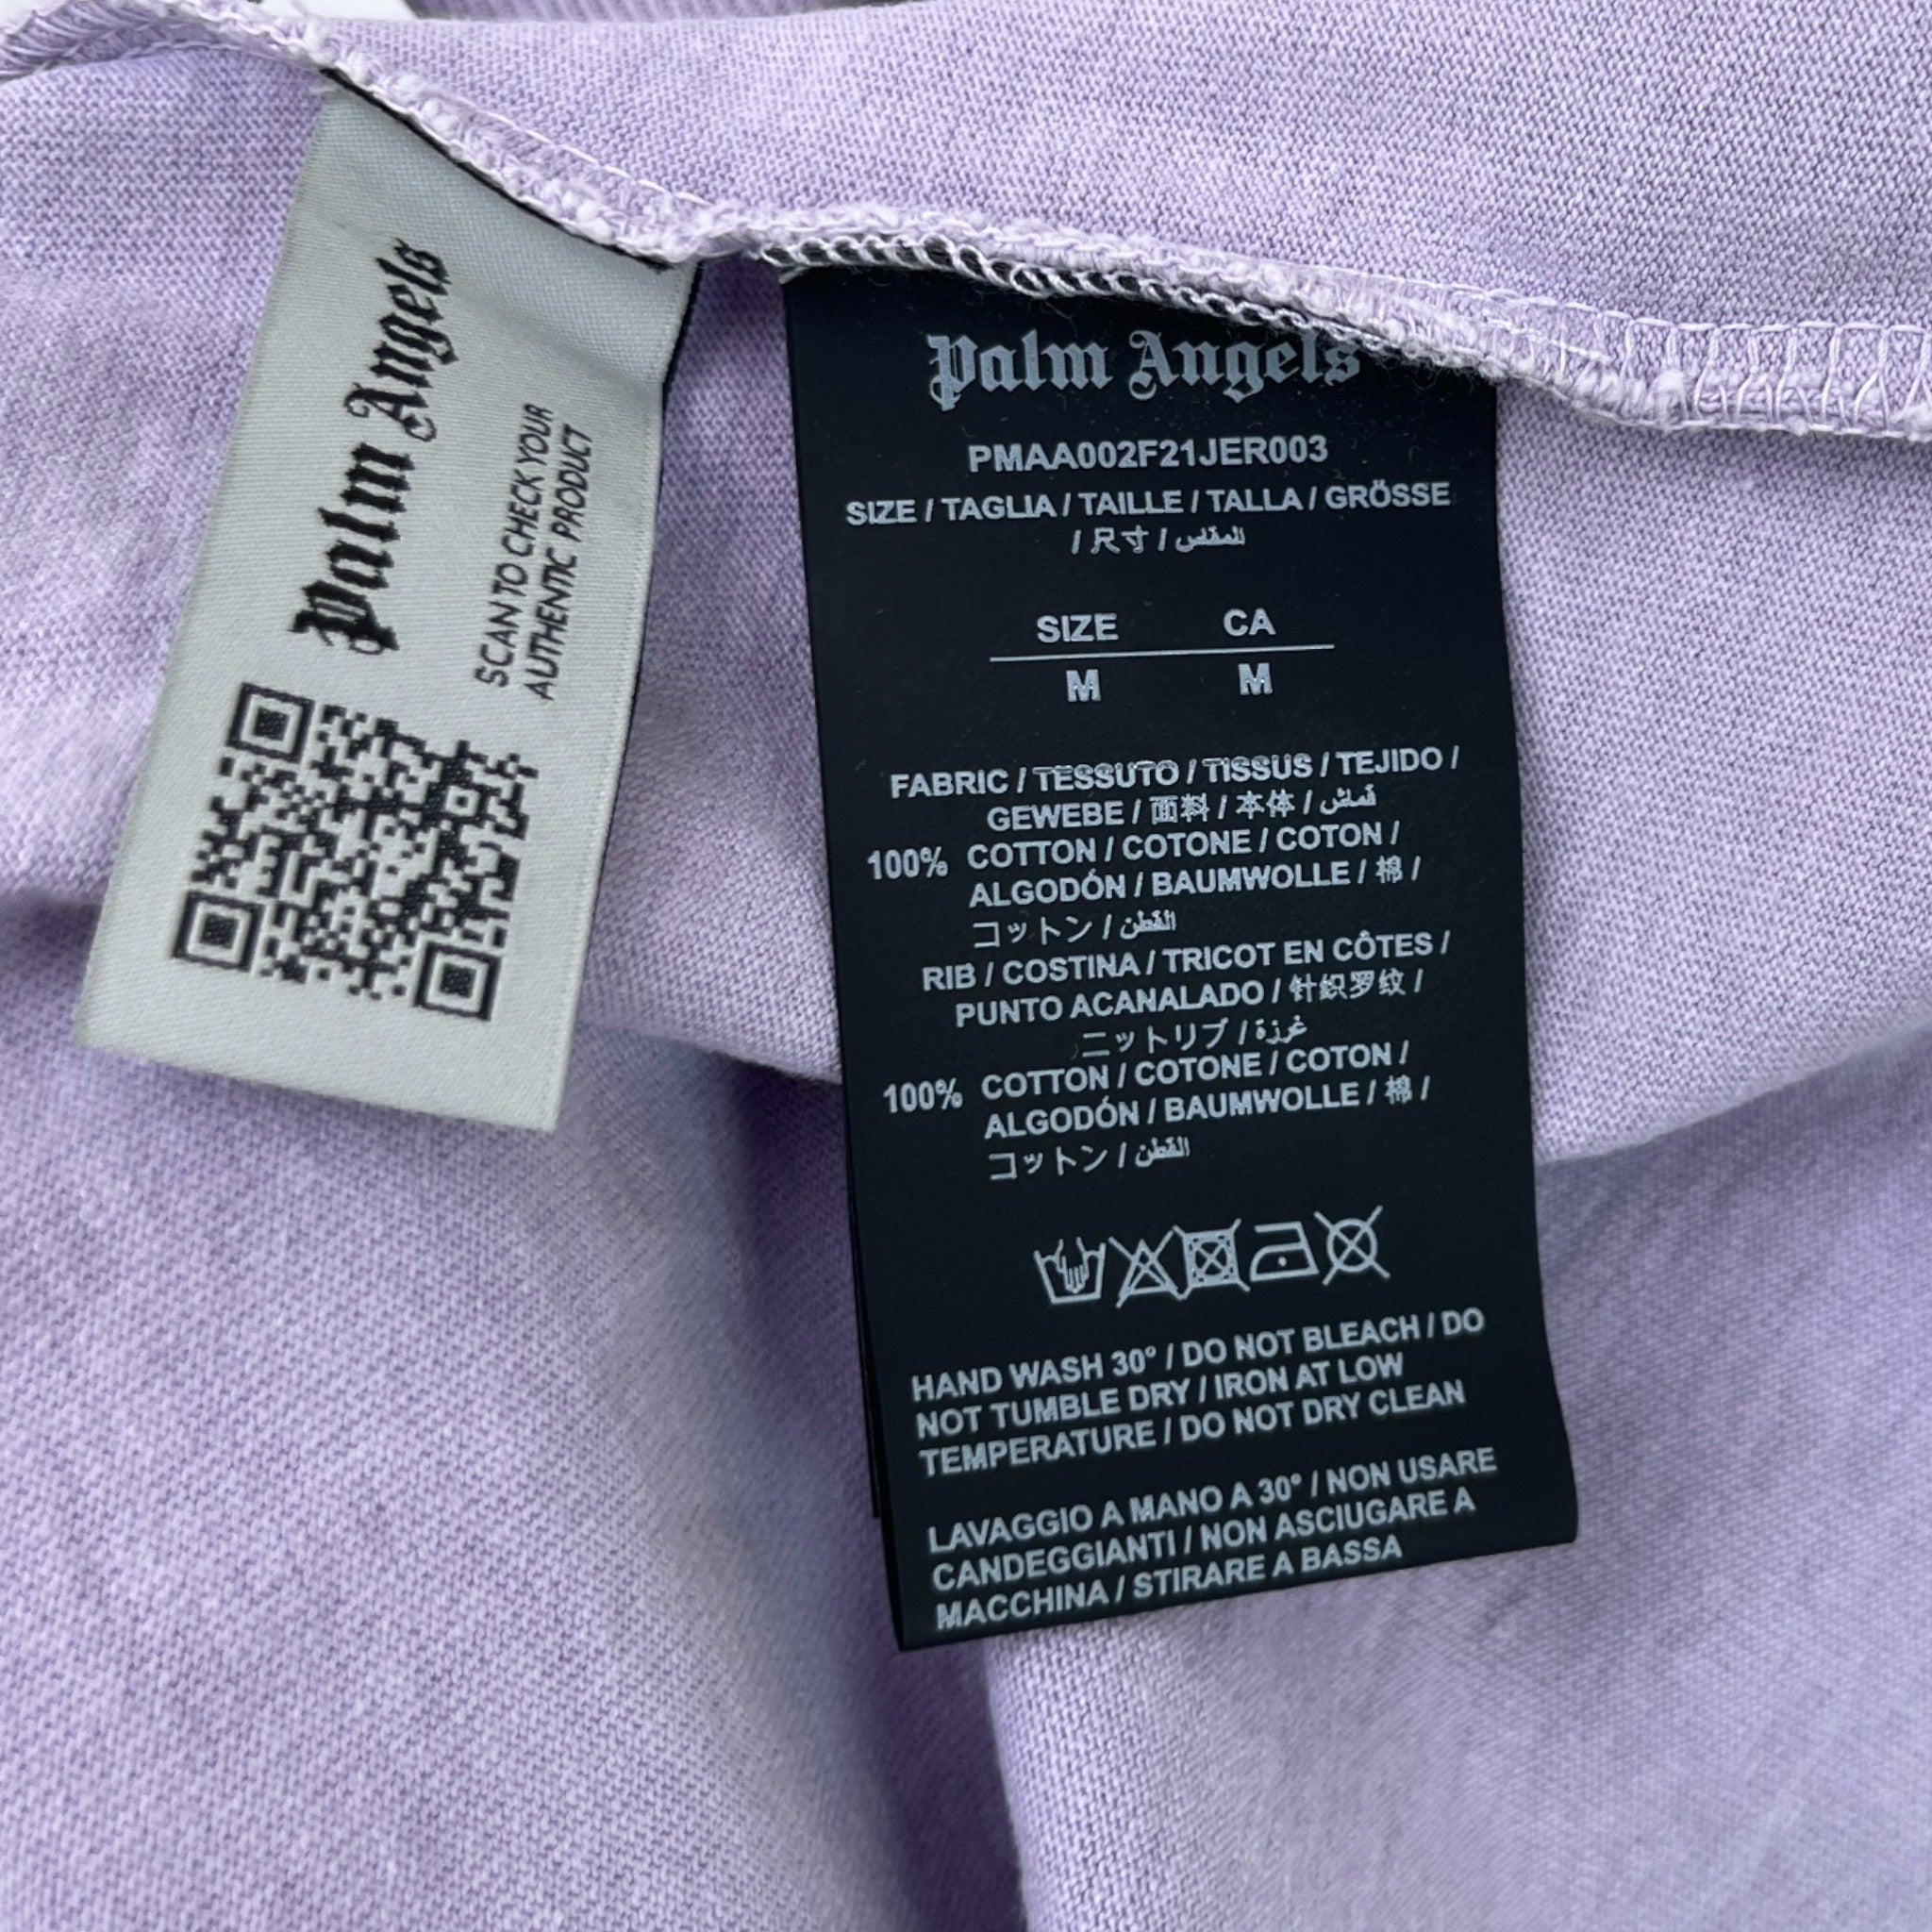 Palm Angels
SCAN TO CHECK YOUR
AUTHENTIC PRODUCT
Palm Angels
PMAA002F21JER003
SIZE / TAGLIA / TAILLE / TALLA / GRÖSSE
/ 尺寸 / المقاس
SIZE CA
M M
FABRIC / TESSUTO / TISSUS / TEJIDO /
GEWEBE / 面料 / 本体 / قماش
100% COTTON / COTONE / COTON /
ALGODÓN / BAUMWOLLE / 棉 /
コットン / القطن
RIB / COSTINA / TRICOT EN CÔTES /
PUNTO ACANALADO / 针织罗纹 /
ニットリブ / غرزة
100% COTTON / COTONE / COTON /
ALGODÓN / BAUMWOLLE / 棉 /
コットン / القطن
HAND WASH 30° / DO NOT BLEACH / DO
NOT TUMBLE DRY / IRON AT LOW
TEMPERATURE / DO NOT DRY CLEAN
LAVAGGIO A MANO A 30° / NON USARE
CANDEGGIANTI / NON ASCIUGARE A
MACCHINA / STIRARE A BASSA